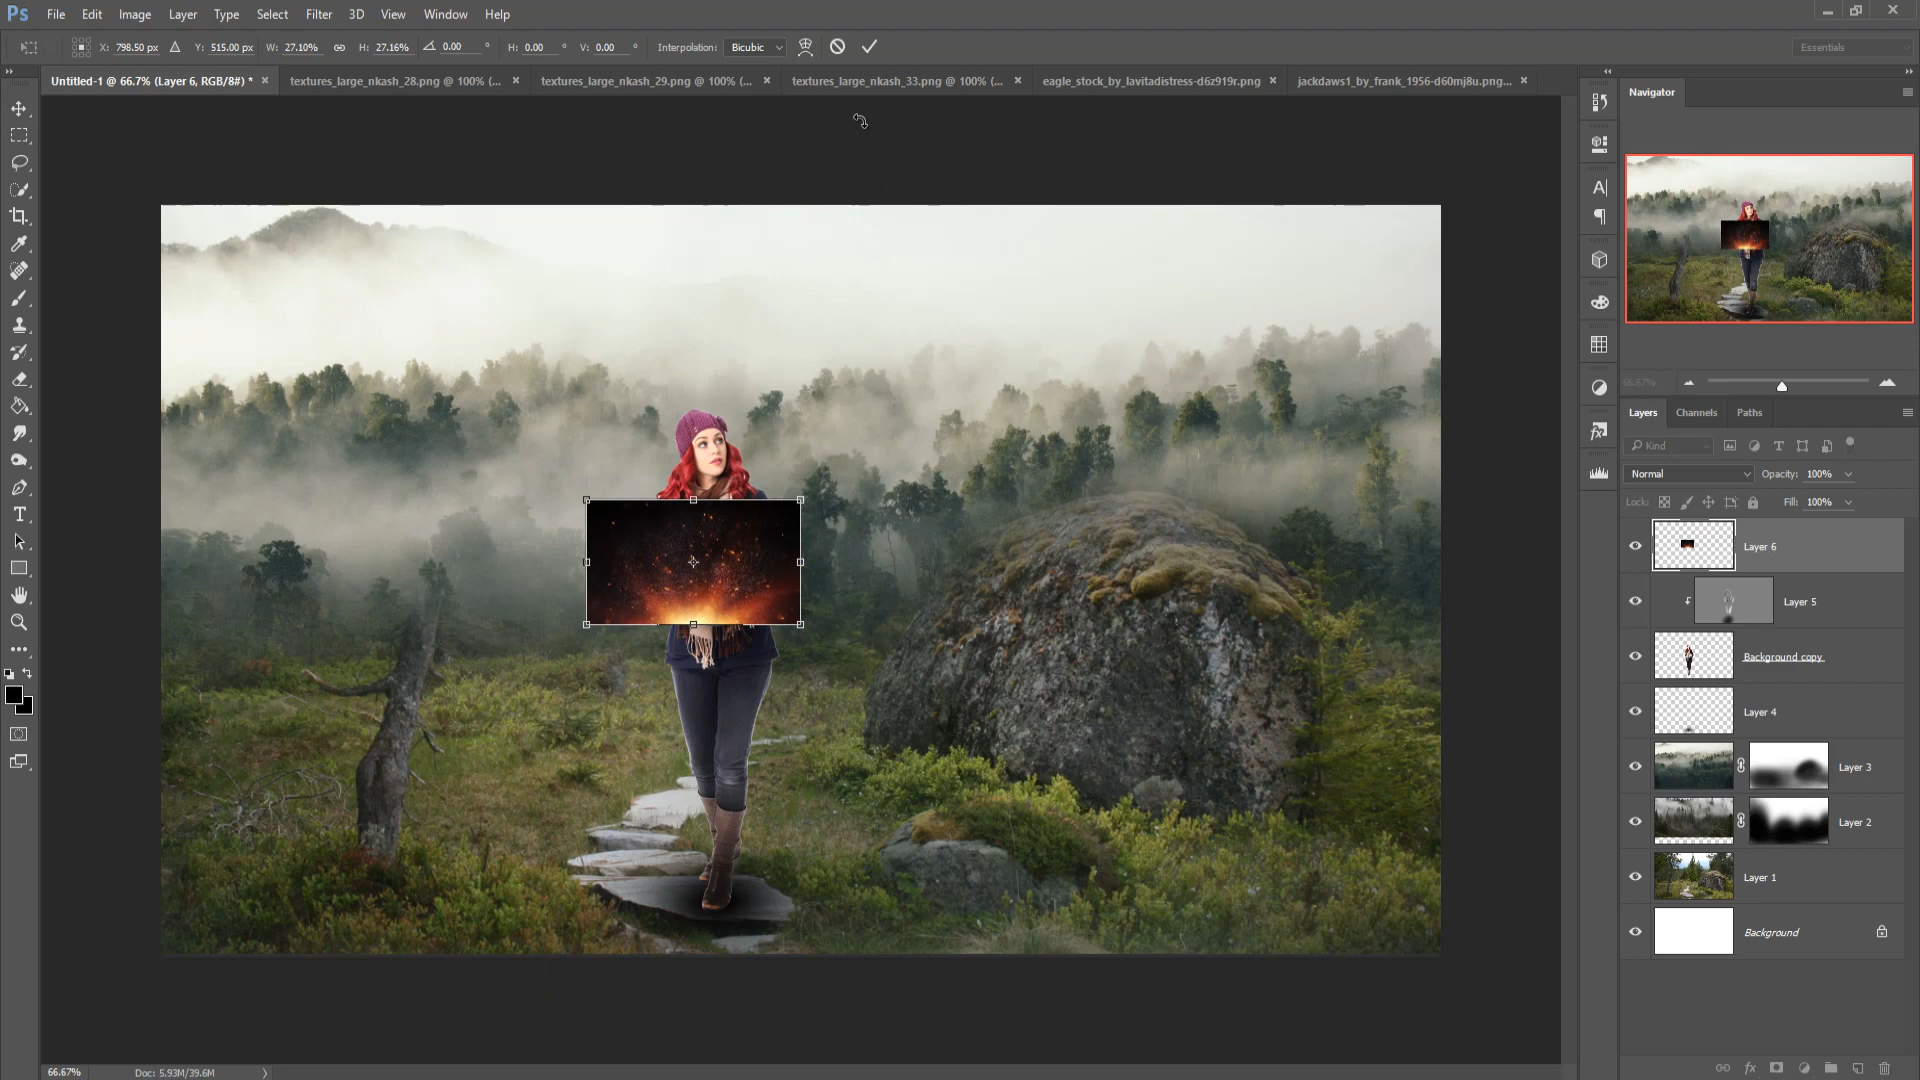 Ps File Edit Image Layer Type Select Filter 3D View Window Help
X: 798.50 px Y: 515.00 px W: 27.10% H: 27.16% 0.00 ° H: 0.00 ° V: 0.00 ° Interpolation: Bicubic Essentials
Untitled-1 @ 66.7% (Layer 6, RGB/8#) * × textures_large_nkash_28.png @ 100% (... × textures_large_nkash_29.png @ 100% (... × textures_large_nkash_33.png @ 100% (... × eagle_stock_by_lavitadistress-d6z919r.png × jackdaws1_by_frank_1956-d60mj8u.png... ×
Navigator
66.67%
Layers Channels Paths
Kind
Normal Opacity: 100%
Lock: Fill: 100%
Layer 6
Layer 5
Background copy
Layer 4
Layer 3
Layer 2
Layer 1
Background
66.67% Doc: 5.93M/39.6M